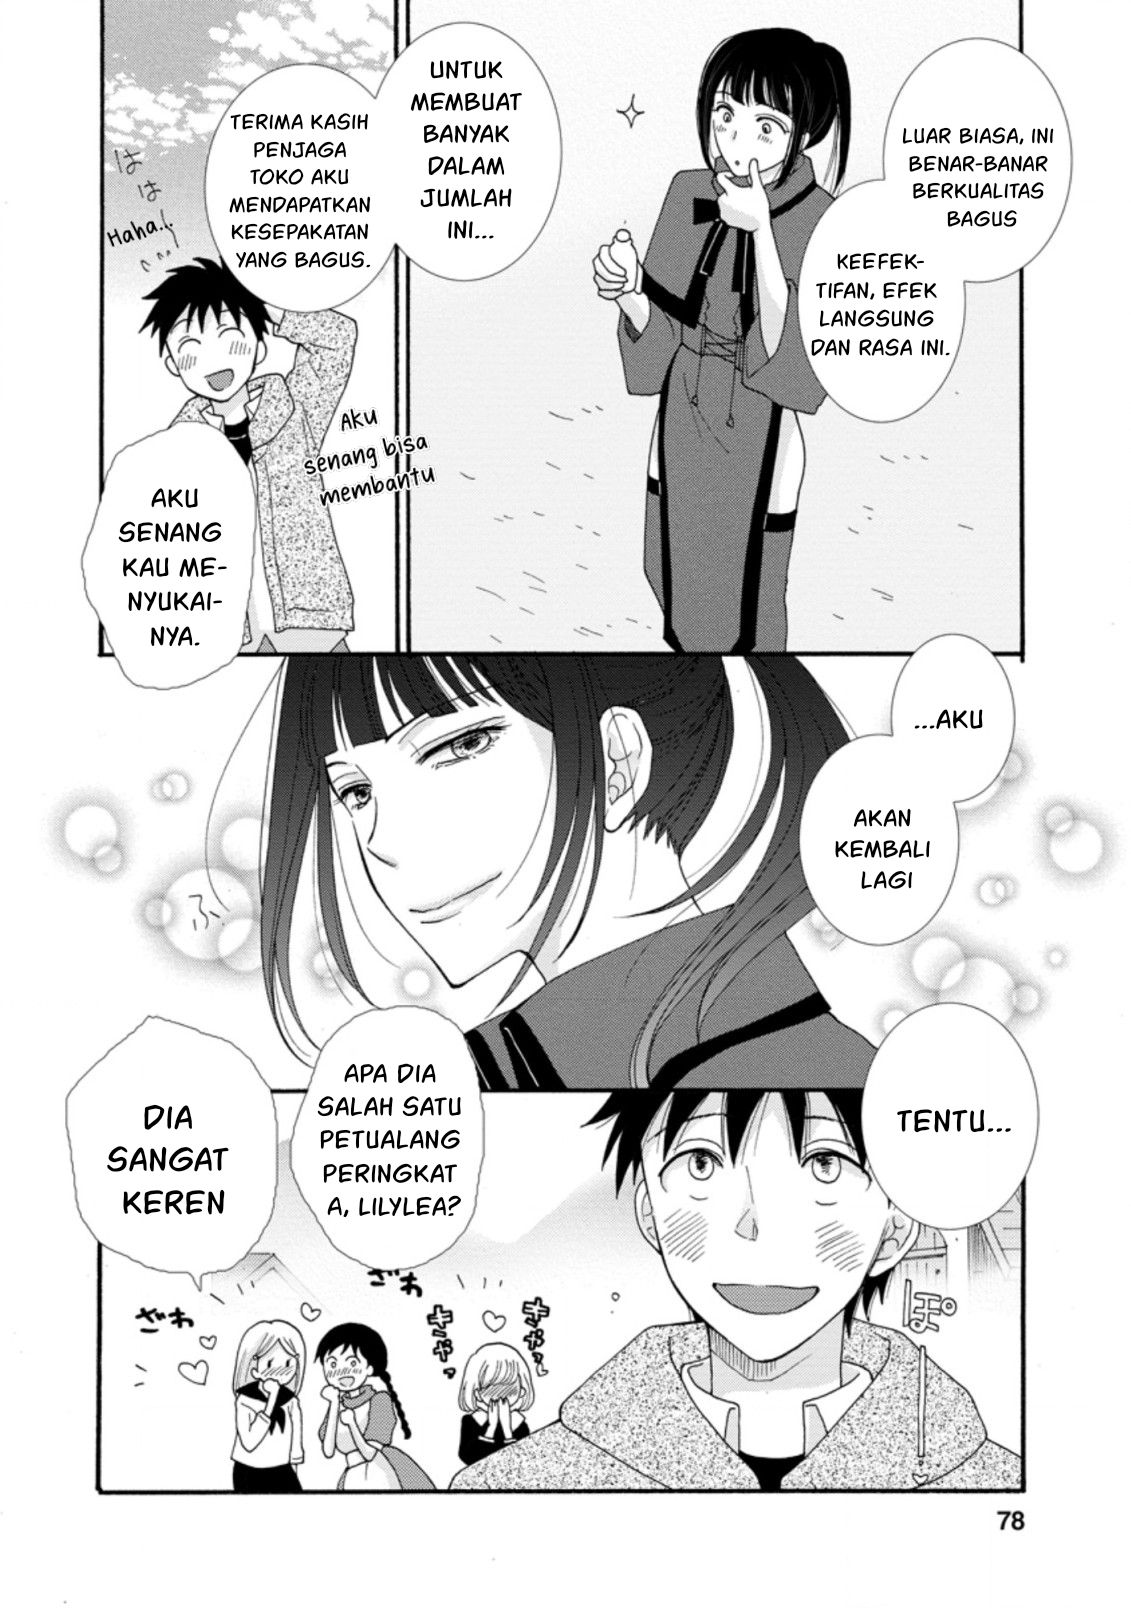 LUAR BIASA, INI
BENAR-BANAR
BERKUALITAS
BAGUS
KEEFEK-
TIFAN, EFEK
LANGSUNG
DAN RASA INI.
UNTUK
MEMBUAT
BANYAK
DALAM
JUMLAH
INI...
TERIMA KASIH
PENJAGA
TOKO AKU
MENDAPATKAN
KESEPAKATAN
YANG BAGUS.
はは
Haha..
AKU
SENANG
KAU ME-
NYUKAI-
NYA.
AKU
senang bisa
membantu
...AKU
AKAN
KEMBALI
LAGI
ふ
TENTU...
ぽ
APA DIA
SALAH SATU
PETUALANG
PERINGKAT
A, LILYLEA?
DIA
SANGAT
KEREN
キャッ
キャッ
ざわ
ざわ
78